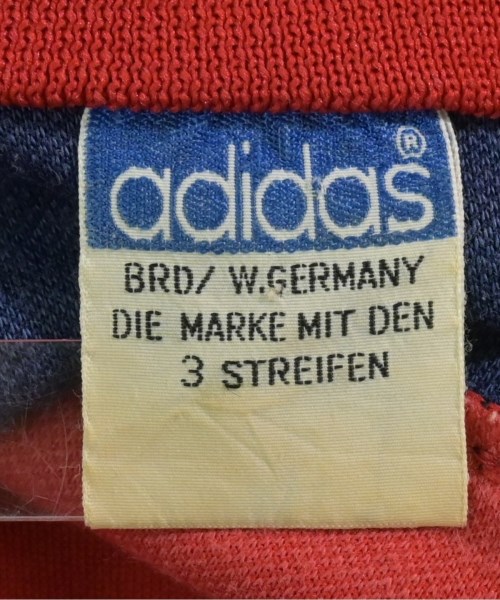 adidas®
BRD/ W.GERMANY
DIE MARKE MIT DEN
3 STREIFEN